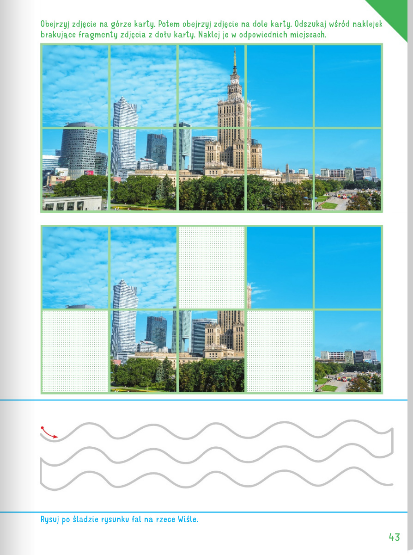 Obejrzyj zdjęcie na górze karty. Potem obejrzyj zdjęcie na dole karty. Odszukaj wśród naklejek
brakujące fragmenty zdjęcia z dołu karty. Naklej je w odpowiednich miejscach.
Rysuj po śladzie rysunku fal na rzece Wiśle.
43